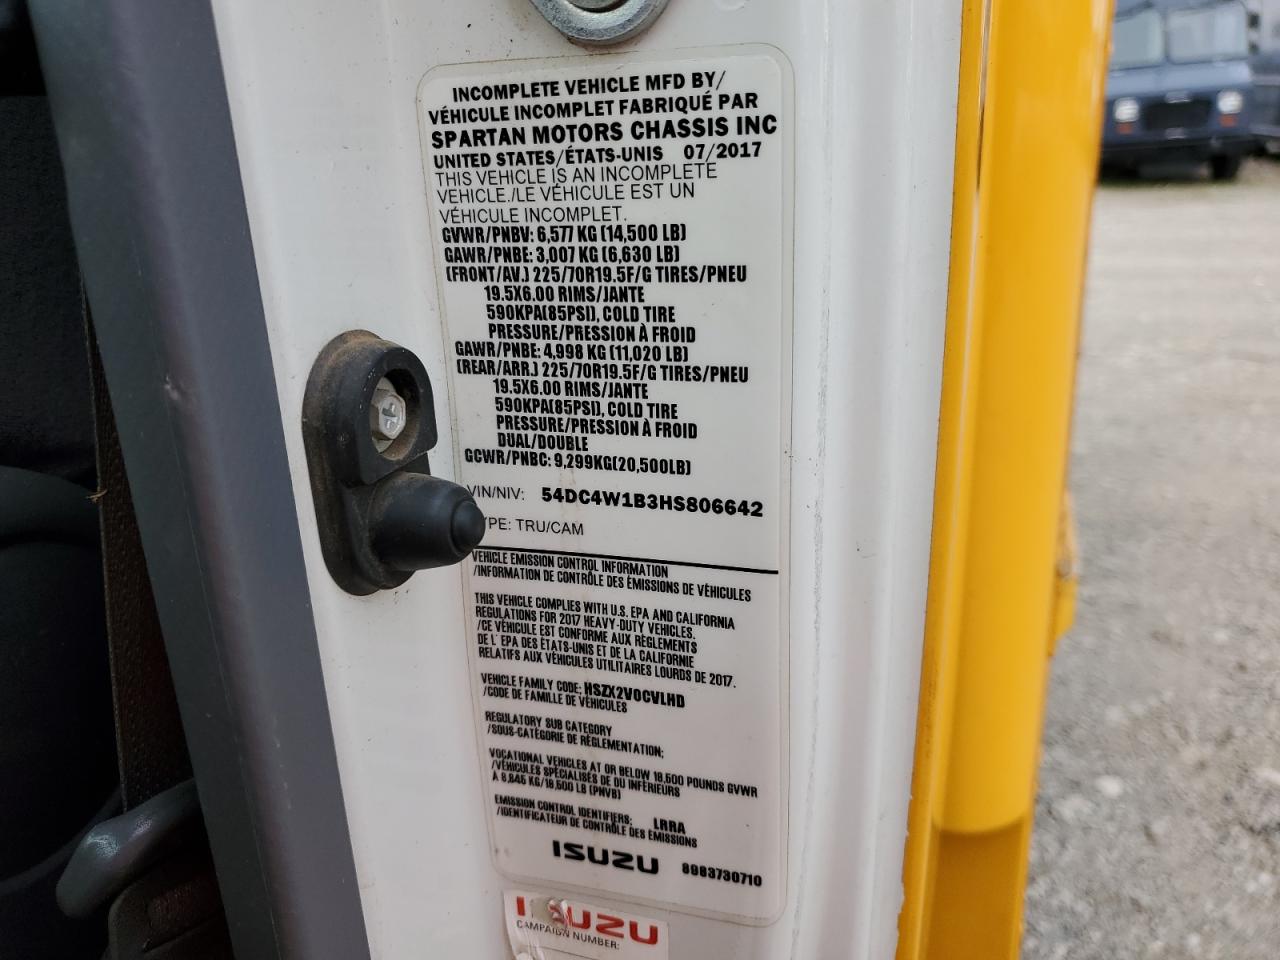 INCOMPLETE VEHICLE MFD BY/
VÉHICULE INCOMPLET FABRIQUÉ PAR
SPARTAN MOTORS CHASSIS INC
UNITED STATES/ÉTATS-UNIS 07/2017
THIS VEHICLE IS AN INCOMPLETE
VEHICLE./LE VÉHICULE EST UN
VÉHICULE INCOMPLET.
GVWR/PNBV: 6,577 KG (14,500 LB)
GAWR/PNBE: 3,007 KG (6,630 LB)
(FRONT/AV.) 225/70R19.5F/G TIRES/PNEU
19.5X6.00 RIMS/JANTE
590KPA(85PSI), COLD TIRE
PRESSURE/PRESSION À FROID
GAWR/PNBE: 4,998 KG (11,020 LB)
(REAR/ARR.) 225/70R19.5F/G TIRES/PNEU
19.5X6.00 RIMS/JANTE
590KPA(85PSI), COLD TIRE
PRESSURE/PRESSION À FROID
DUAL/DOUBLE
GCWR/PNBC: 9,299KG(20,500LB)
VIN/NIV: 54DC4W1B3HS806642
YPE: TRU/CAM
VEHICLE EMISSION CONTROL INFORMATION
/INFORMATION DE CONTRÔLE DES ÉMISSIONS DE VÉHICULES
THIS VEHICLE COMPLIES WITH U.S. EPA AND CALIFORNIA
REGULATIONS FOR 2017 HEAVY-DUTY VEHICLES.
/CE VÉHICULE EST CONFORME AUX RÈGLEMENTS
DE L' EPA DES ÉTATS-UNIS ET DE LA CALIFORNIE
RELATIFS AUX VÉHICULES UTILITAIRES LOURDS DE 2017.
VEHICLE FAMILY CODE: HSZX2VOCVLHD
/CODE DE FAMILLE DE VÉHICULES
REGULATORY SUB CATEGORY
/SOUS-CATÉGORIE DE RÈGLEMENTATION;
VOCATIONAL VEHICLES AT OR BELOW 19,500 POUNDS GVWR
/VÉHICULES SPÉCIALISÉS DE OU INFÉRIEURS
À 8,845 KG/19,500 LB (PNVB)
EMISSION CONTROL IDENTIFIERS: LRRA
/IDENTIFICATEUR DE CONTRÔLE DES ÉMISSIONS
ISUZU 8983730710
ISUZU
CAMPAIGN NUMBER: